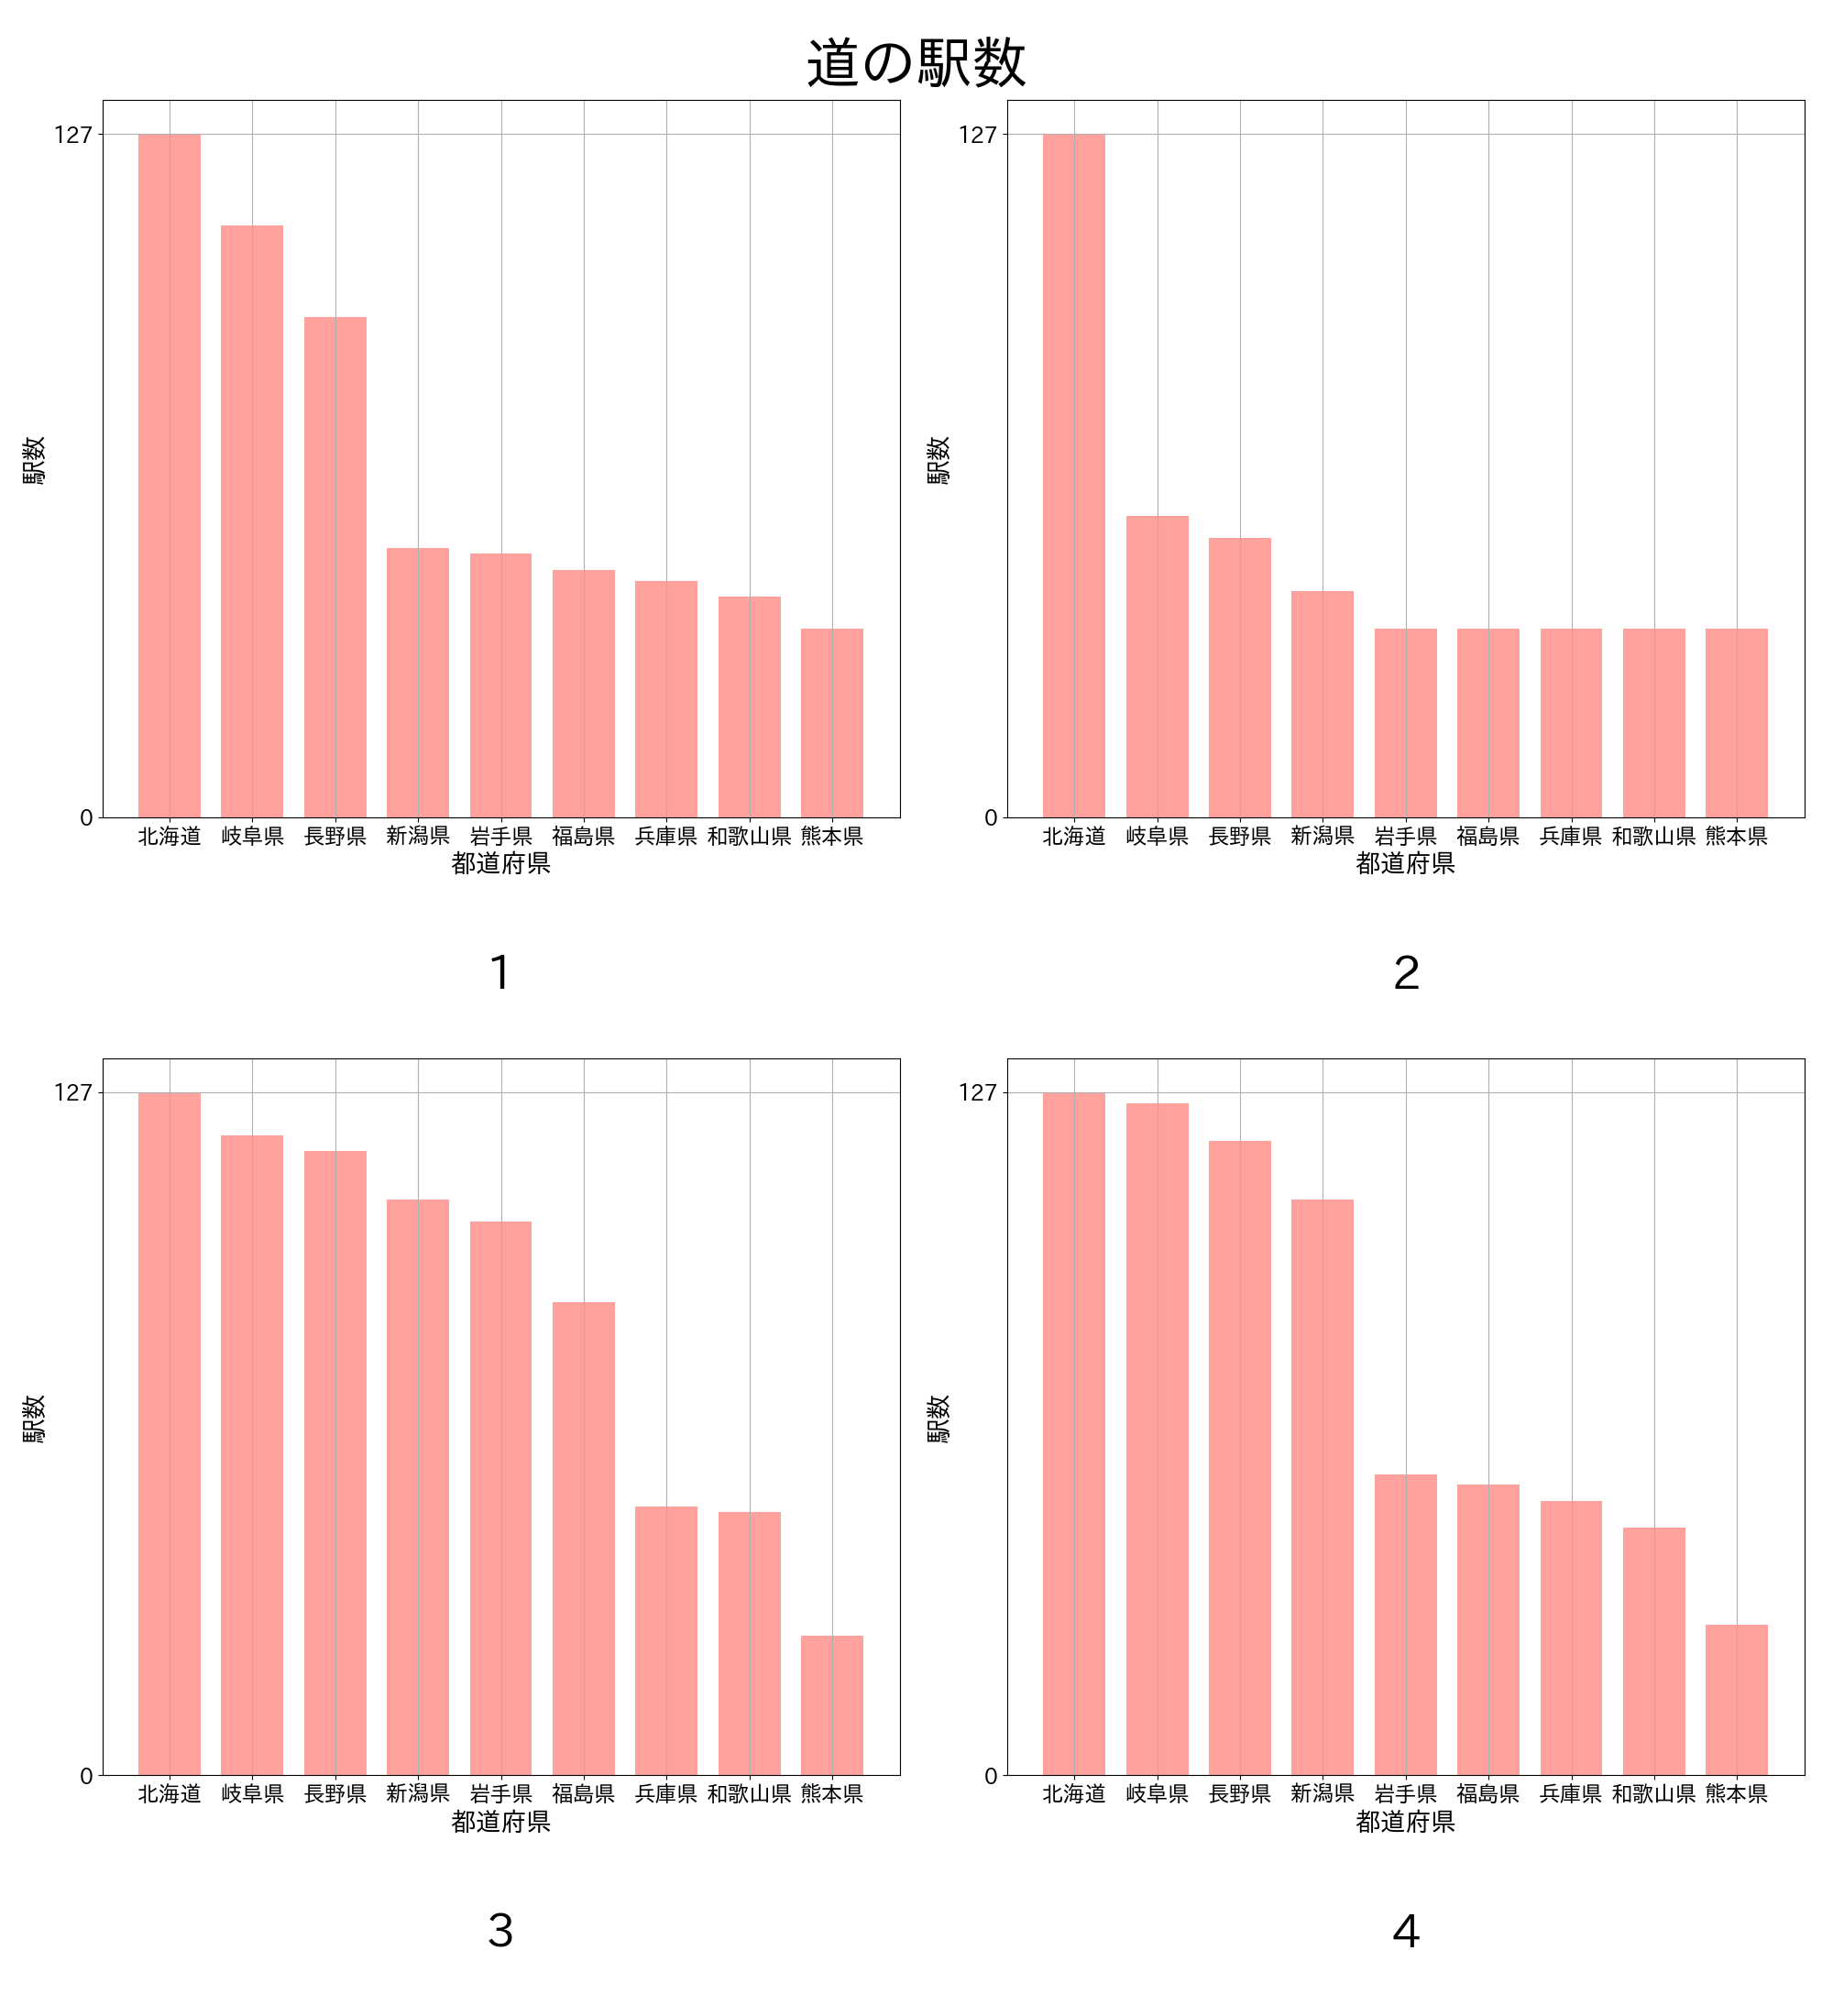 道の駅数
127
0
駅数
北海道 岐阜県 長野県 新潟県 岩手県 福島県 兵庫県 和歌山県 熊本県
都道府県
1
127
0
駅数
北海道 岐阜県 長野県 新潟県 岩手県 福島県 兵庫県 和歌山県 熊本県
都道府県
2
127
0
駅数
北海道 岐阜県 長野県 新潟県 岩手県 福島県 兵庫県 和歌山県 熊本県
都道府県
3
127
0
駅数
北海道 岐阜県 長野県 新潟県 岩手県 福島県 兵庫県 和歌山県 熊本県
都道府県
4